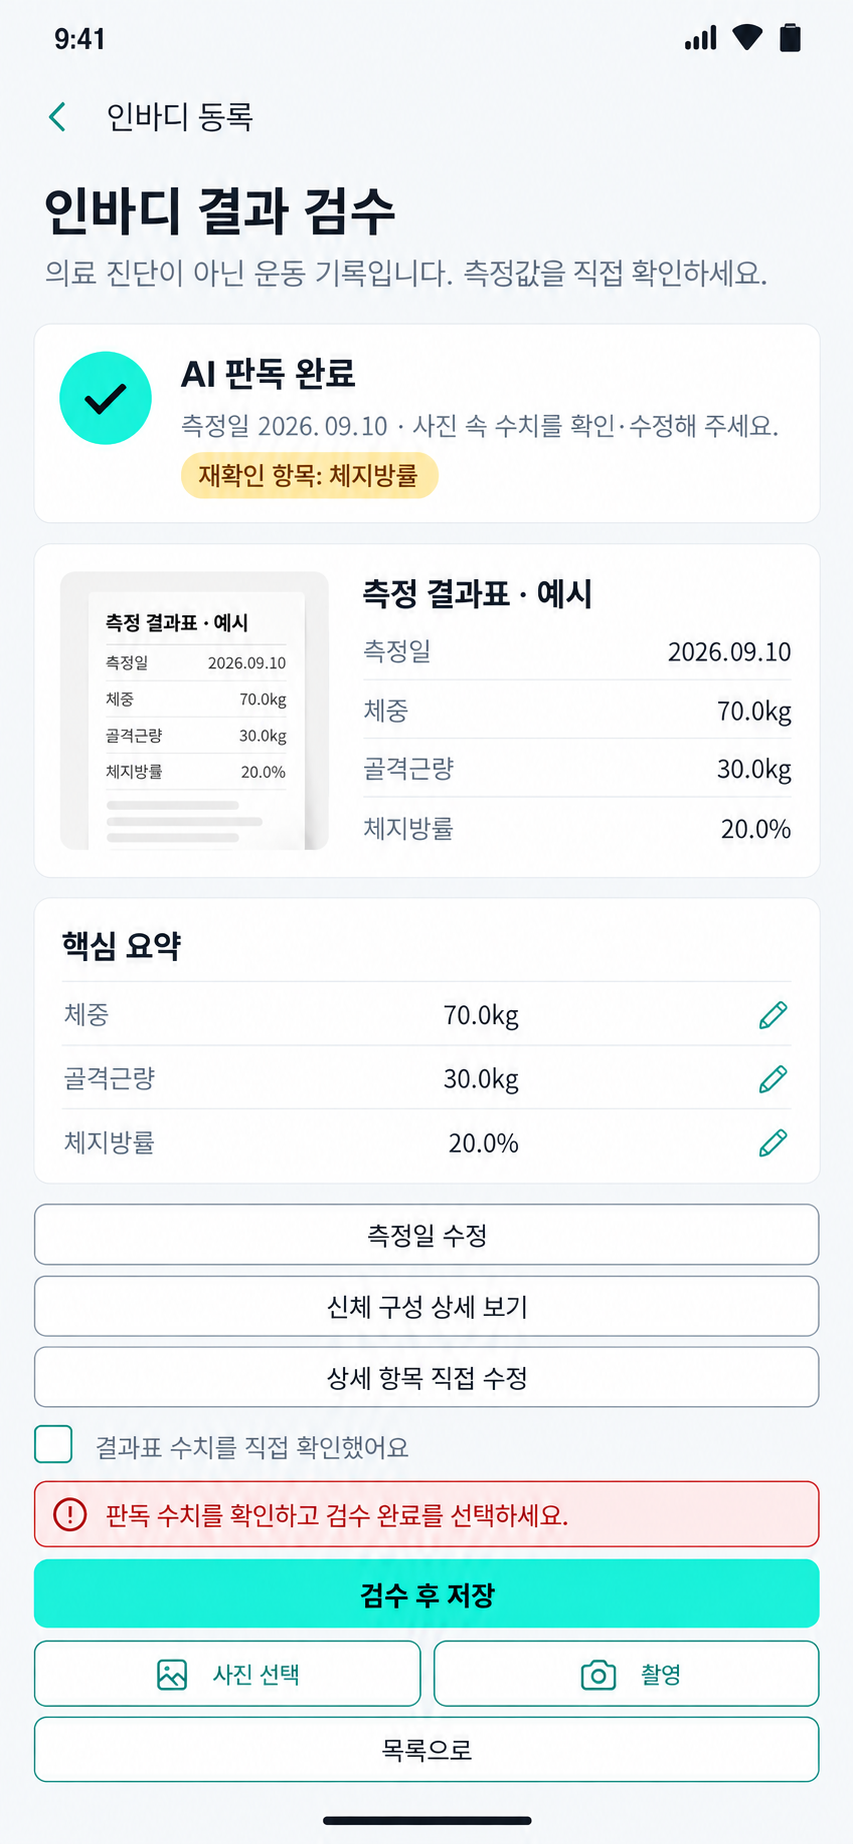 9:41
인바디 등록
인바디 결과 검수
의료 진단이 아닌 운동 기록입니다. 측정값을 직접 확인하세요.
AI 판독 완료
측정일 2026.09.10 · 사진 속 수치를 확인·수정해 주세요.
재확인 항목: 체지방률
측정 결과표 · 예시
측정일 2026.09.10
체중 70.0kg
골격근량 30.0kg
체지방률 20.0%
측정 결과표 · 예시
측정일 2026.09.10
체중 70.0kg
골격근량 30.0kg
체지방률 20.0%
핵심 요약
체중 70.0kg
골격근량 30.0kg
체지방률 20.0%
측정일 수정
신체 구성 상세 보기
상세 항목 직접 수정
결과표 수치를 직접 확인했어요
판독 수치를 확인하고 검수 완료를 선택하세요.
검수 후 저장
사진 선택
촬영
목록으로